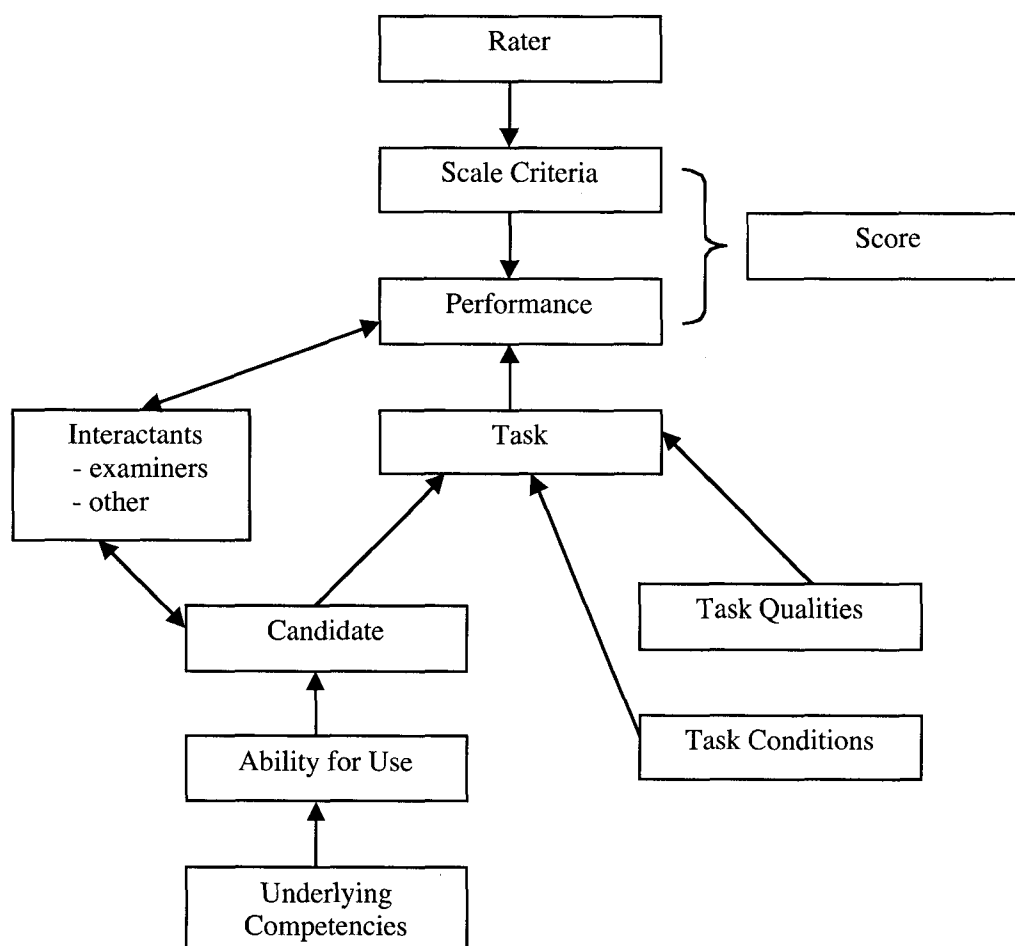 Rater
Scale Criteria
Score
Performance
Interactants
- examiners
- other
Task
Candidate
Task Qualities
Ability for Use
Task Conditions
Underlying
Competencies